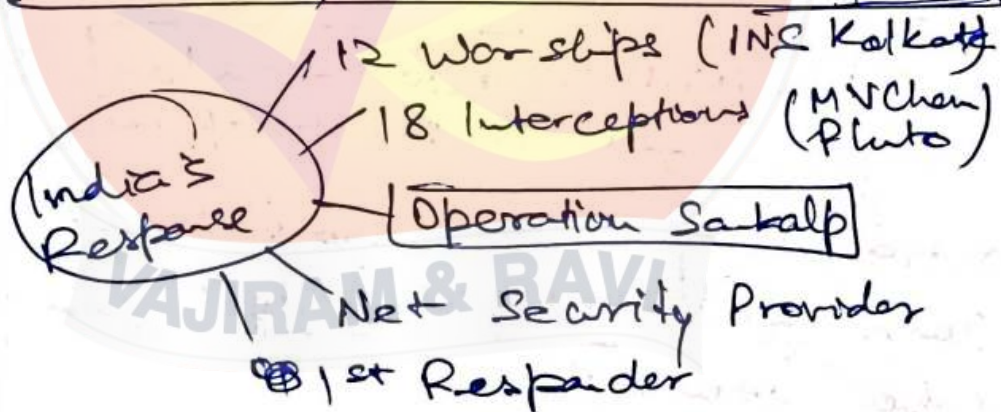 12 Warships (INS Kolkata)
18 Interceptions (MV Chem
Pluto)
India's
Response
Operation Sankalp
VAJIRAM & RAVI
Net Security Provider
1st Responder